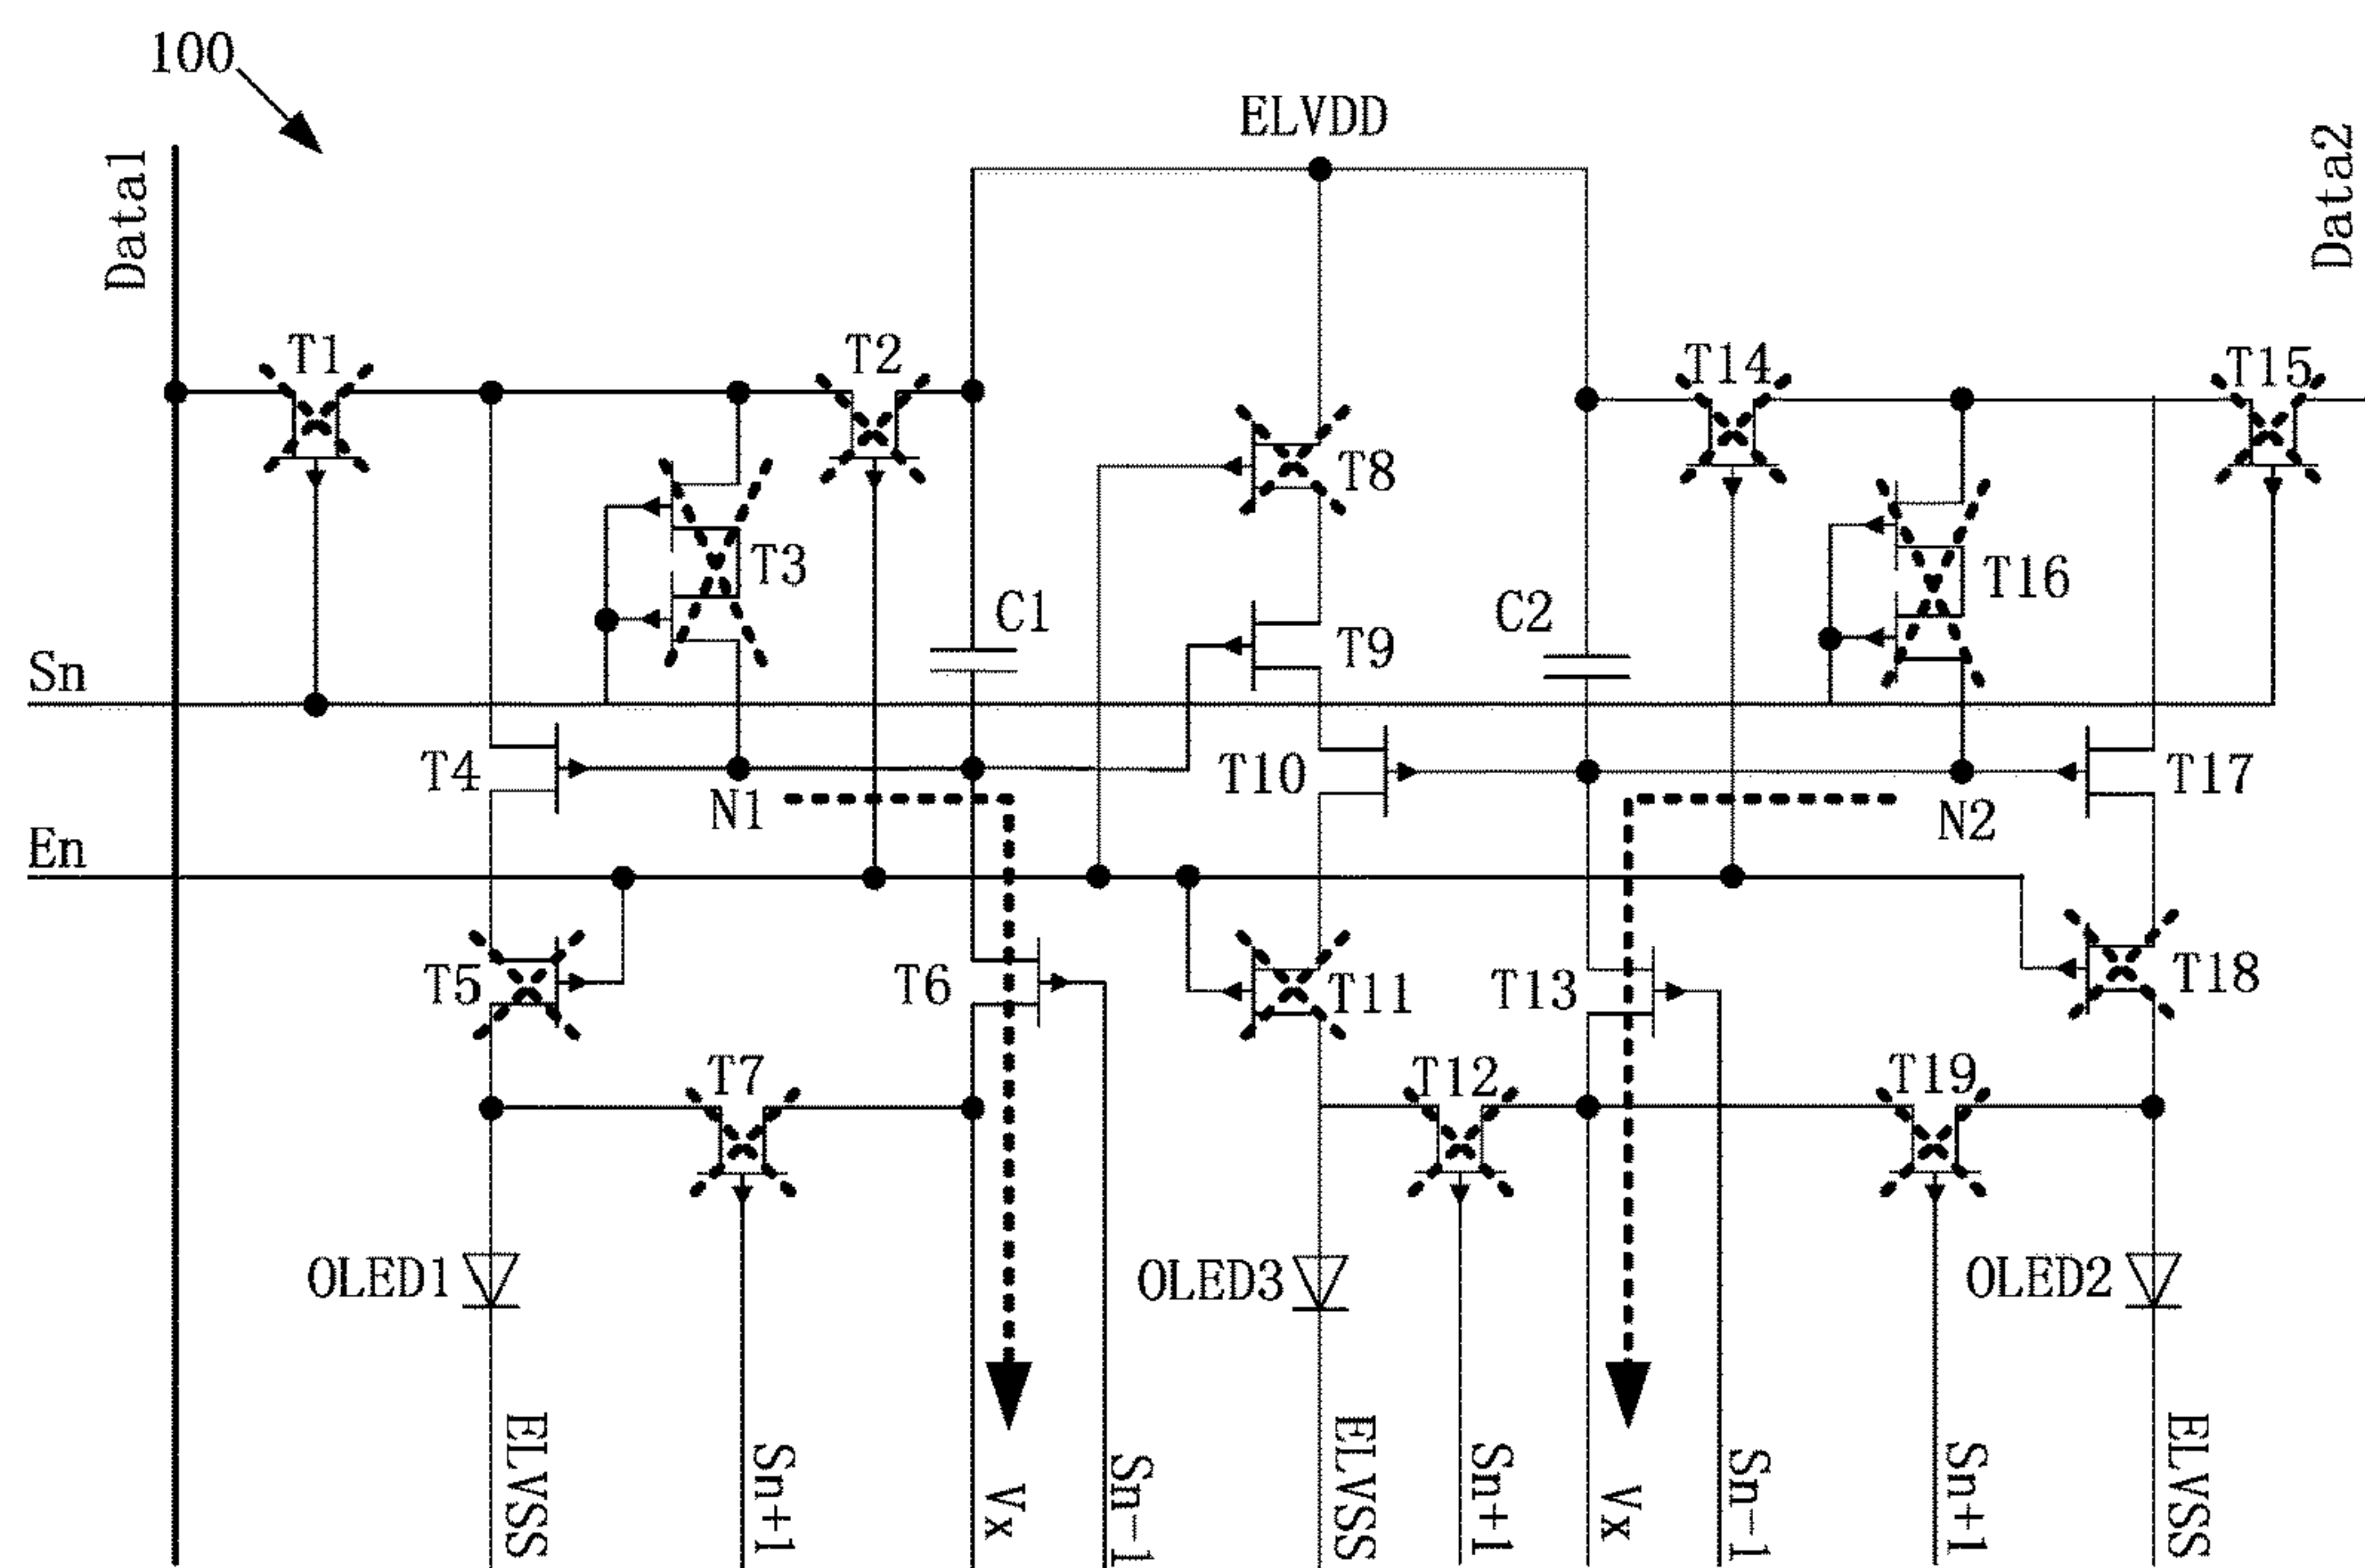 100
ELVDD
Data1
Data2
T1
T2
T14
T15
T8
T3
T16
C1
C2
T9
Sn
T4
T10
T17
N1
N2
En
T5
T6
T11
T13
T18
T7
T12
T19
OLED1
OLED3
OLED2
ELVSS
Sn+1
Vx
Sn-1
ELVSS
Sn+1
Vx
Sn-1
Sn+1
ELVSS